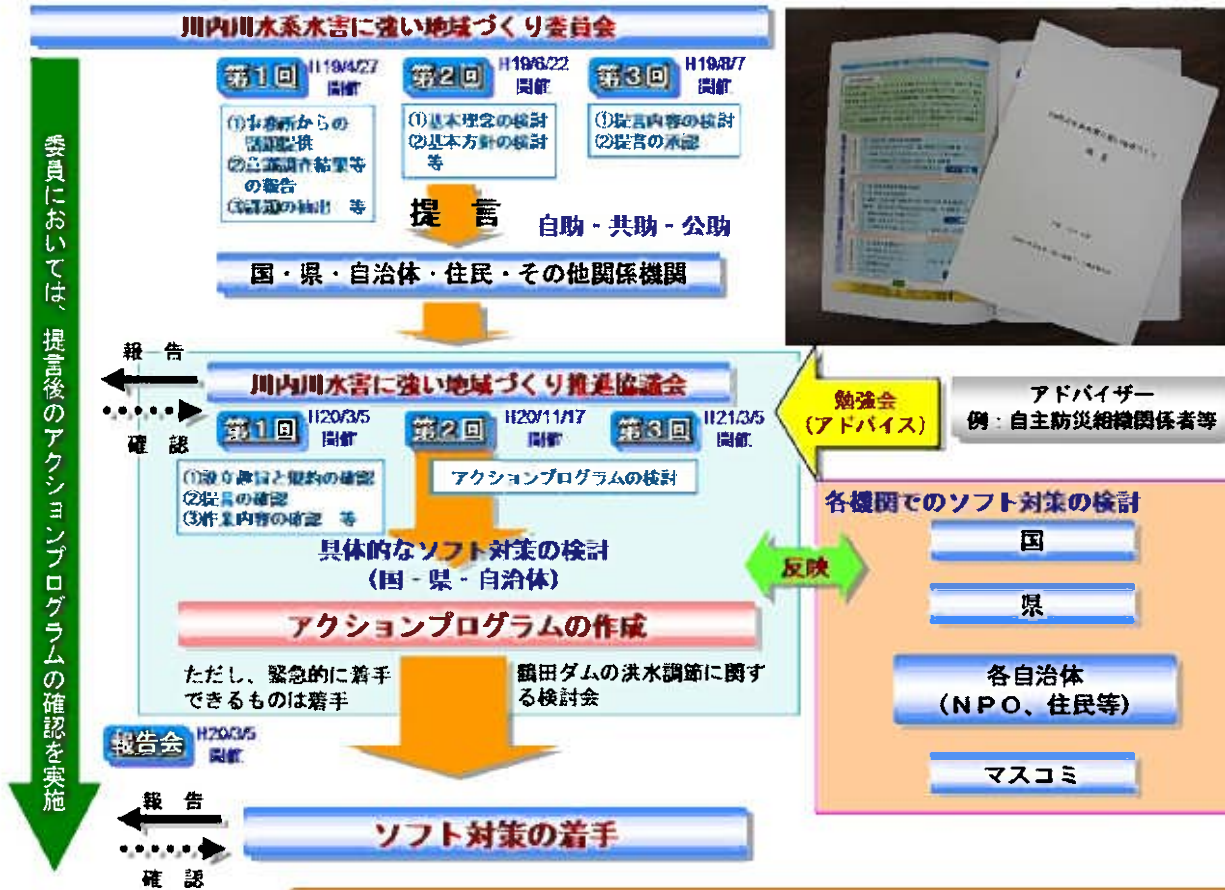 川内川水系水害に強い地域づくり委員会
第1回
H19/4/27
開催
第2回
H19/6/22
開催
第3回
H19/8/7
開催
(1)事務所からの
話題提供
(2)意識調査結果等
の報告
(3)課題の抽出 等
(1)基本理念の検討
(2)基本方針の検討
等
(1)提言内容の検討
(2)提言の承認
提 言
自助‐共助‐公助
国・県・自治体・住民・その他関係機関
委員においては、提言後のアクションプログラムの確認を実施
報 告
確 認
川内川水害に強い地域づくり推進協議会
第1回
H20/3/5
開催
第2回
H20/11/17
開催
第3回
H21/3/5
開催
(1)設立趣旨と規約の確認
(2)提言の確認
(3)作業内容の確認 等
アクションプログラムの検討
具体的なソフト対策の検討
(国‐県‐自治体)
アクションプログラムの作成
ただし、緊急的に着手
できるものは着手
鶴田ダムの洪水調節に関す
る検討会
勉強会
(アドバイス)
アドバイザー
例:自主防災組織関係者等
反映
各機関でのソフト対策の検討
国
県
各自治体
(NPO、住民等)
マスコミ
報告会
H20/3/5
開催
報 告
確 認
ソフト対策の着手